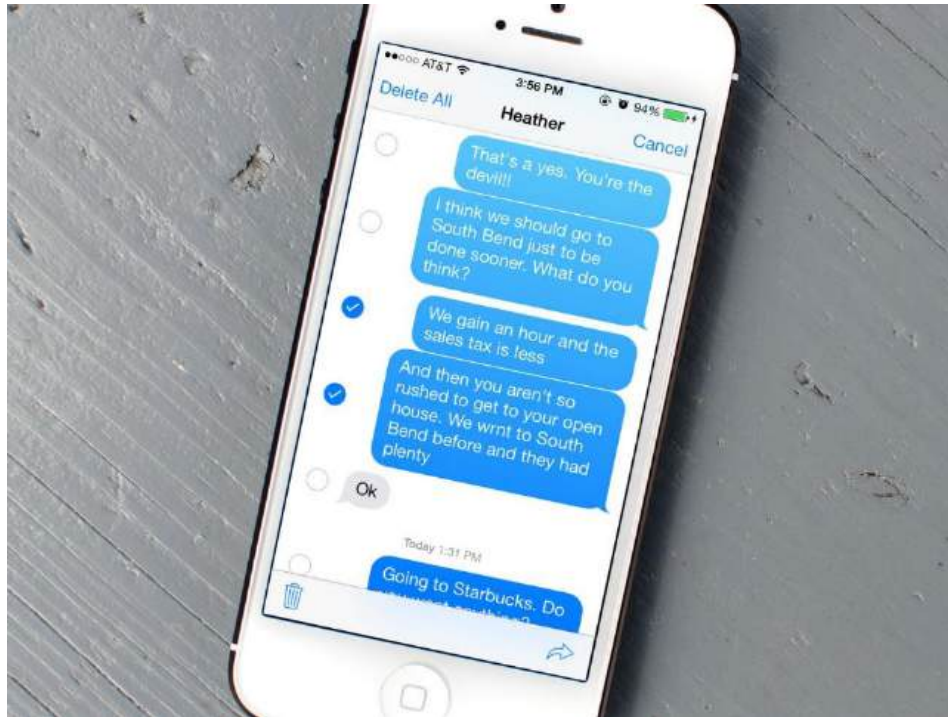 AT&T 3:56 PM 94%
Delete All Heather Cancel
That's a yes. You're the
devil!!
I think we should go to
South Bend just to be
done sooner. What do you
think?
We gain an hour and the
sales tax is less
And then you aren't so
rushed to get to your open
house. We wrnt to South
Bend before and they had
plenty
Ok
Today 1:31 PM
Going to Starbucks. Do
you want anything?